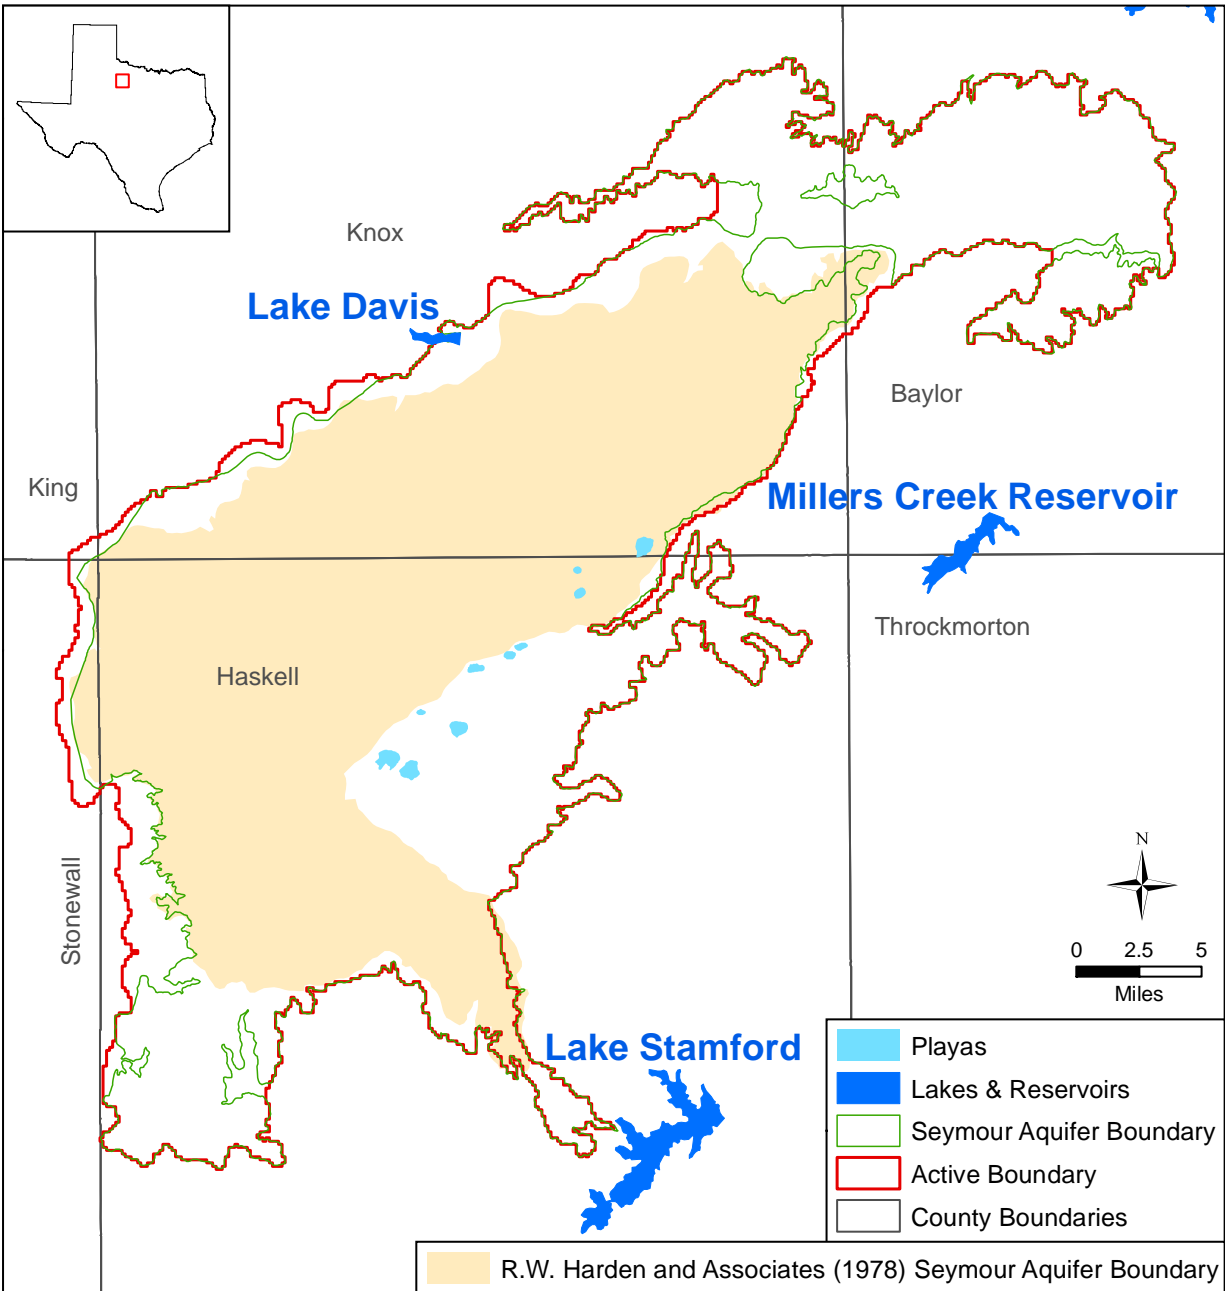 Knox
Lake Davis
Baylor
King
Millers Creek Reservoir
Throckmorton
Haskell
Stonewall
N
0 2.5 5
Miles
Lake Stamford
Playas
Lakes & Reservoirs
Seymour Aquifer Boundary
Active Boundary
County Boundaries
R.W. Harden and Associates (1978) Seymour Aquifer Boundary